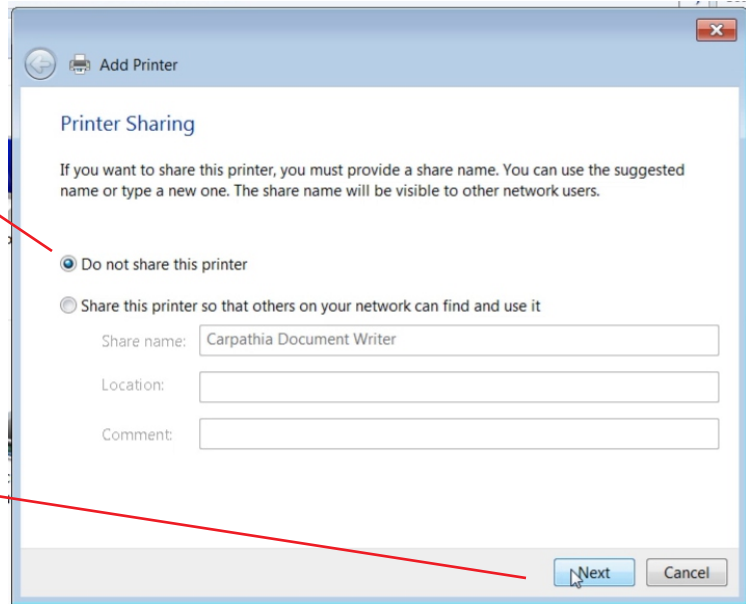 Add Printer
Printer Sharing
If you want to share this printer, you must provide a share name. You can use the suggested
name or type a new one. The share name will be visible to other network users.
Do not share this printer
Share this printer so that others on your network can find and use it
Share name: Carpathia Document Writer
Location:
Comment:
Next Cancel